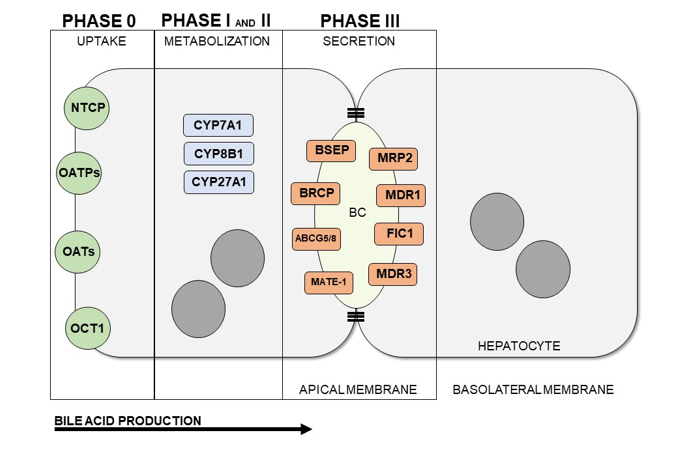 PHASE 0
PHASE I AND II
PHASE III
UPTAKE
METABOLIZATION
SECRETION
NTCP
OATPs
OATs
OCT1
CYP7A1
CYP8B1
CYP27A1
BSEP
MRP2
BRCP
MDR1
BC
ABCG5/8
FIC1
MATE-1
MDR3
HEPATOCYTE
APICAL MEMBRANE
BASOLATERAL MEMBRANE
BILE ACID PRODUCTION